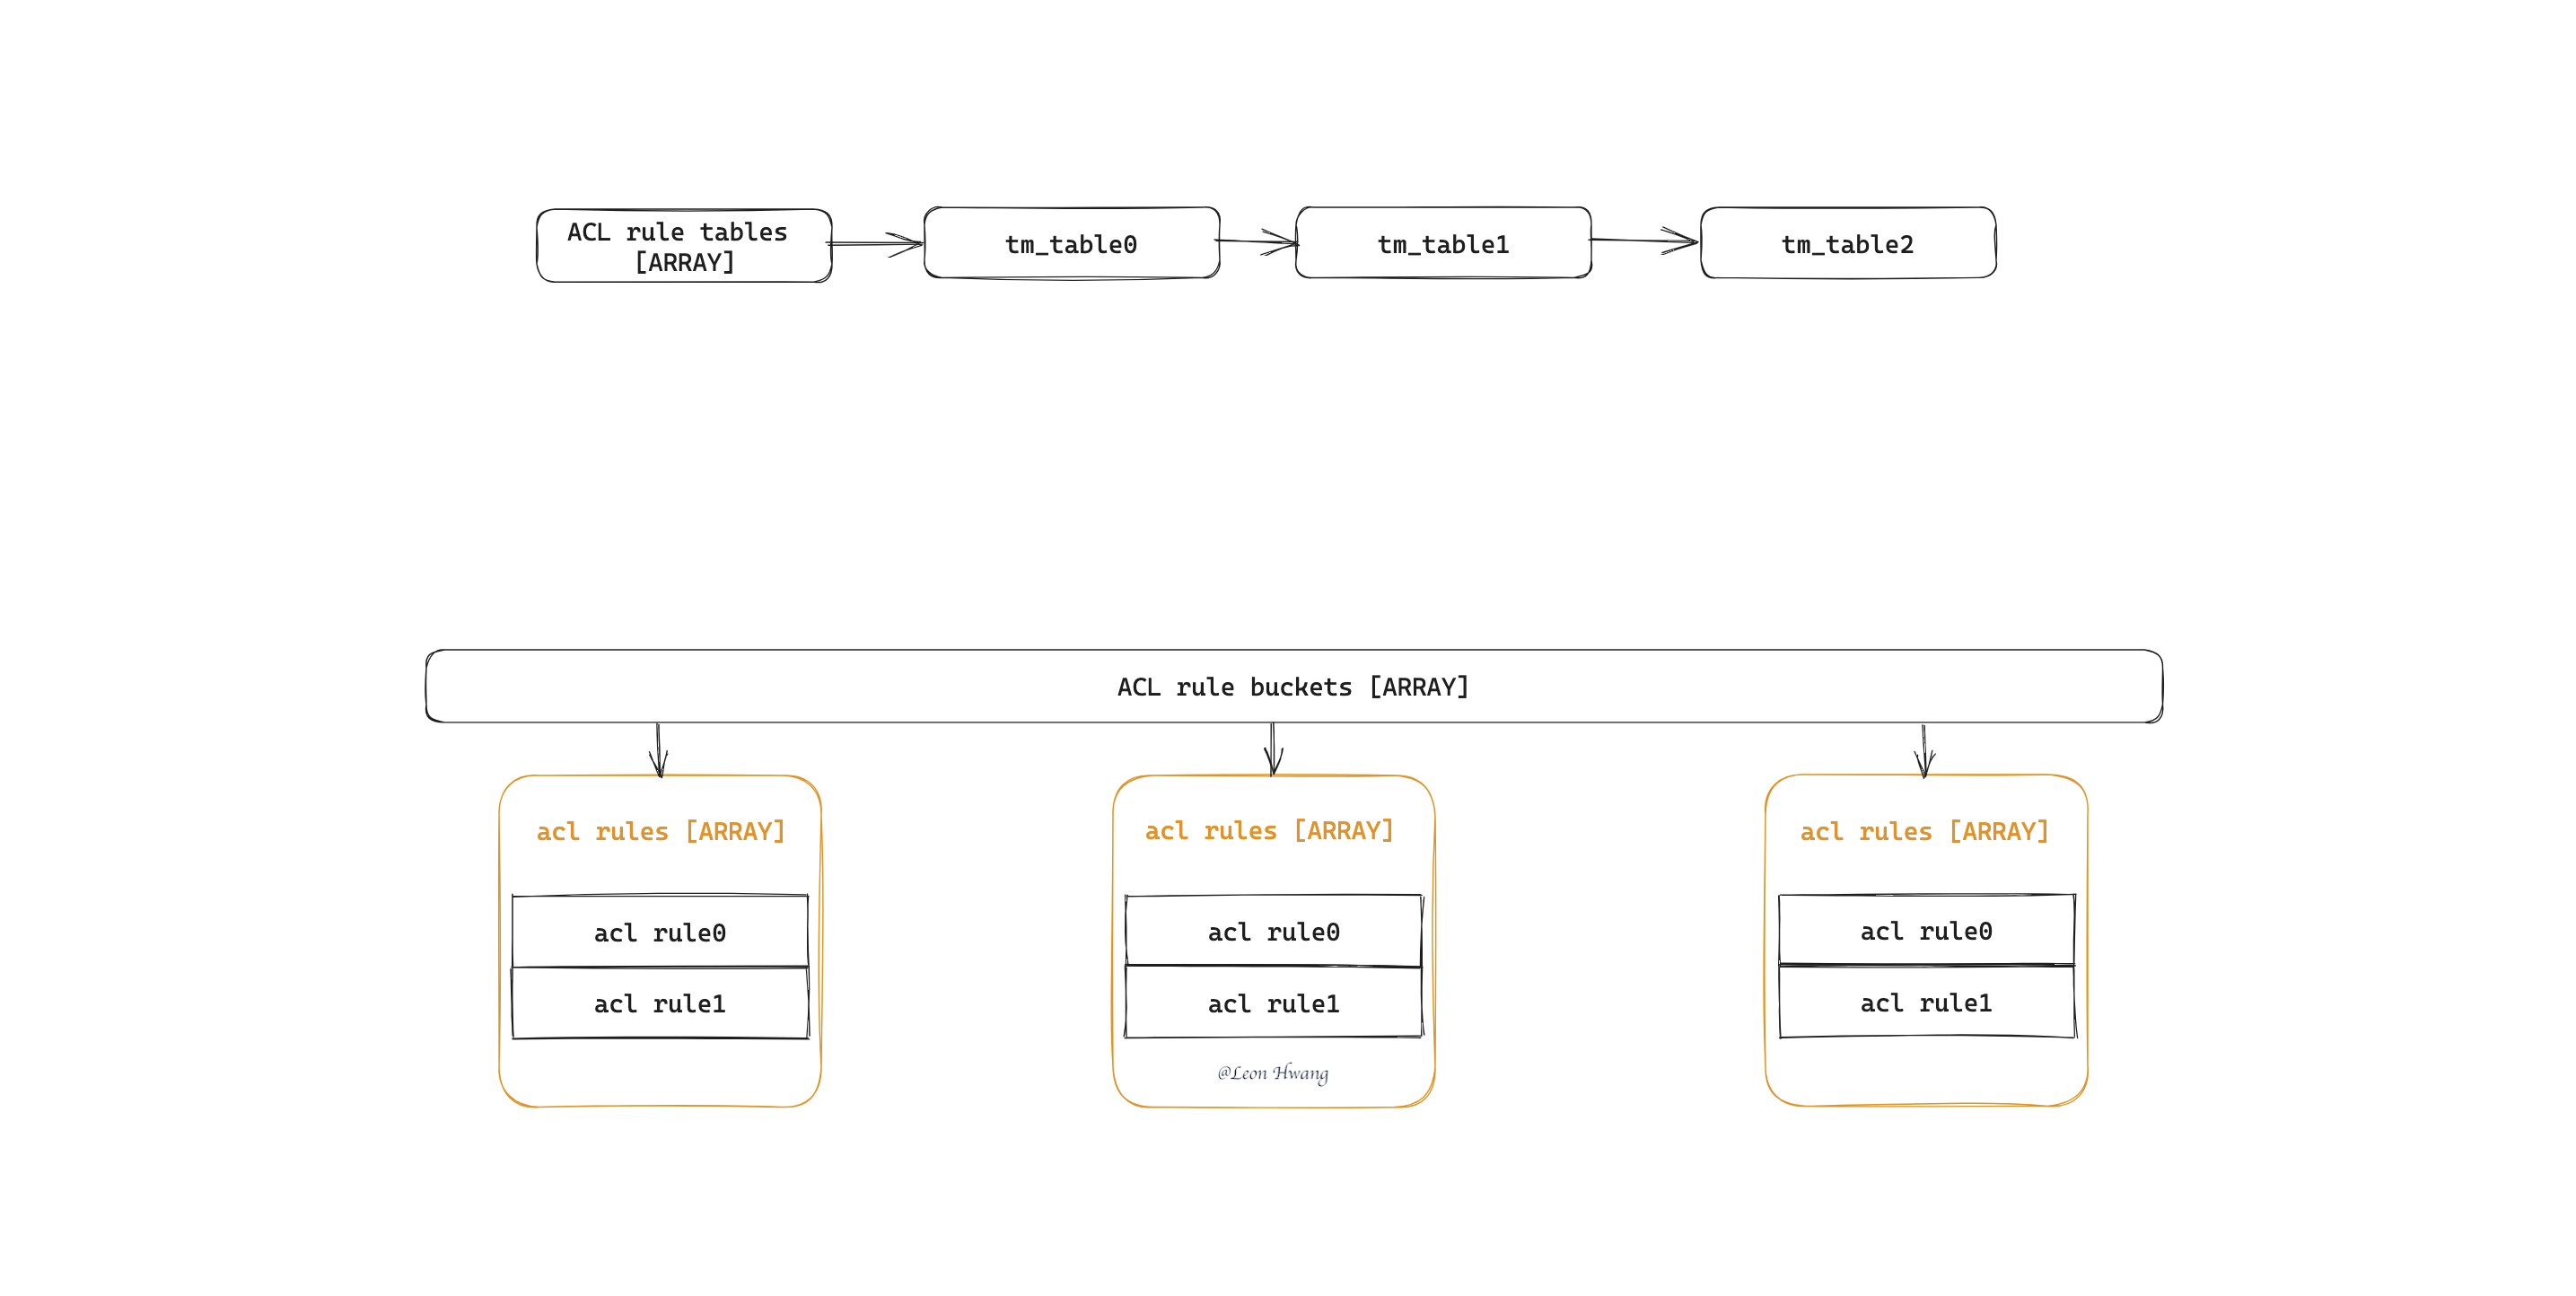 ACL rule tables
[ARRAY]
tm_table0
tm_table1
tm_table2
ACL rule buckets [ARRAY]
acl rules [ARRAY]
acl rule0
acl rule1
acl rules [ARRAY]
acl rule0
acl rule1
@Leon Hwang
acl rules [ARRAY]
acl rule0
acl rule1